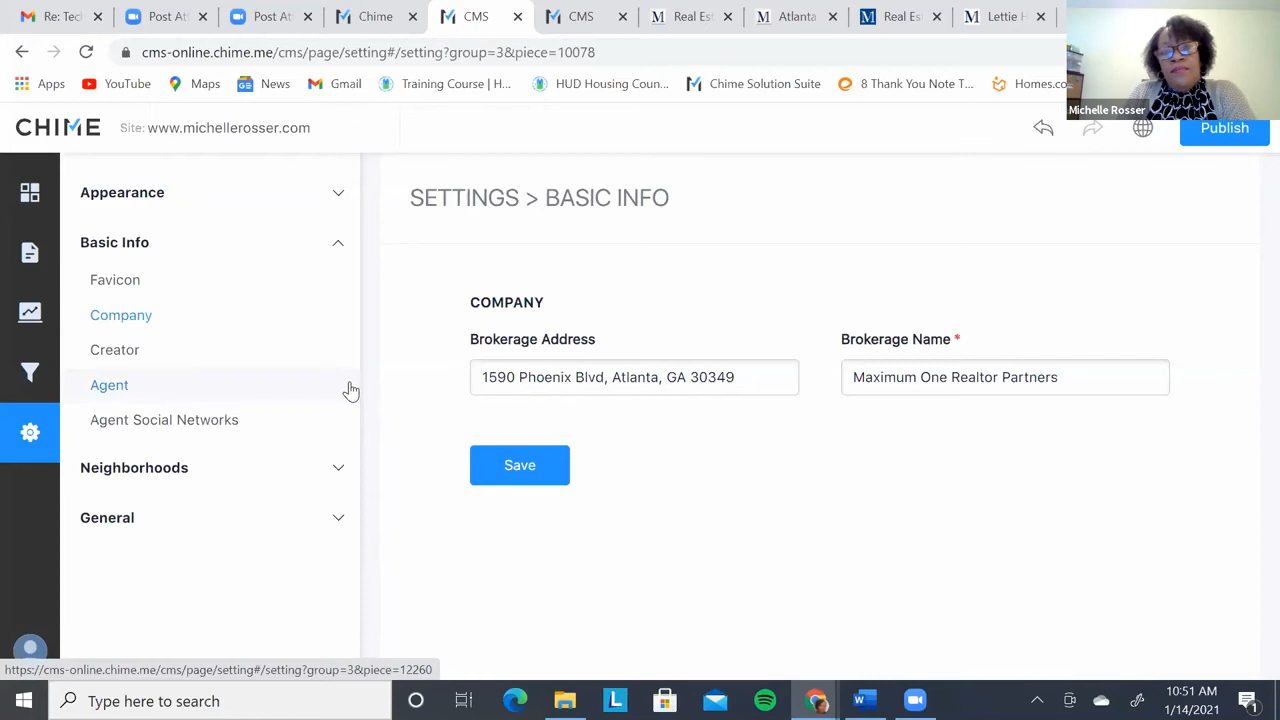 Re: Tech
Post At
Post At
Chime
CMS
CMS
Real Es
Atlanta
Real Es
Lettie H
cms-online.chime.me/cms/page/setting#/setting?group=3&piece=10078
Apps
YouTube
Maps
News
Gmail
Training Course | H...
HUD Housing Coun...
Chime Solution Suite
8 Thank You Note T...
Homes.co
Michelle Rosser
CHIME
Site: www.michellerosser.com
Publish
Appearance
SETTINGS > BASIC INFO
Basic Info
Favicon
Company
Creator
Agent
Agent Social Networks
Neighborhoods
General
COMPANY
Brokerage Address
Brokerage Name *
1590 Phoenix Blvd, Atlanta, GA 30349
Maximum One Realtor Partners
Save
https://cms-online.chime.me/cms/page/setting#/setting?group=3&piece=12260
Type here to search
L
10:51 AM
1/14/2021
1